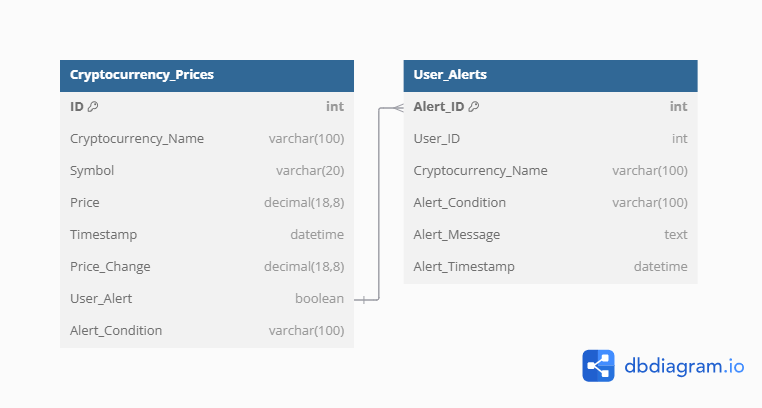 Cryptocurrency_Prices
ID int
Cryptocurrency_Name varchar(100)
Symbol varchar(20)
Price decimal(18,8)
Timestamp datetime
Price_Change decimal(18,8)
User_Alert boolean
Alert_Condition varchar(100)
User_Alerts
Alert_ID int
User_ID int
Cryptocurrency_Name varchar(100)
Alert_Condition varchar(100)
Alert_Message text
Alert_Timestamp datetime
dbdiagram.io